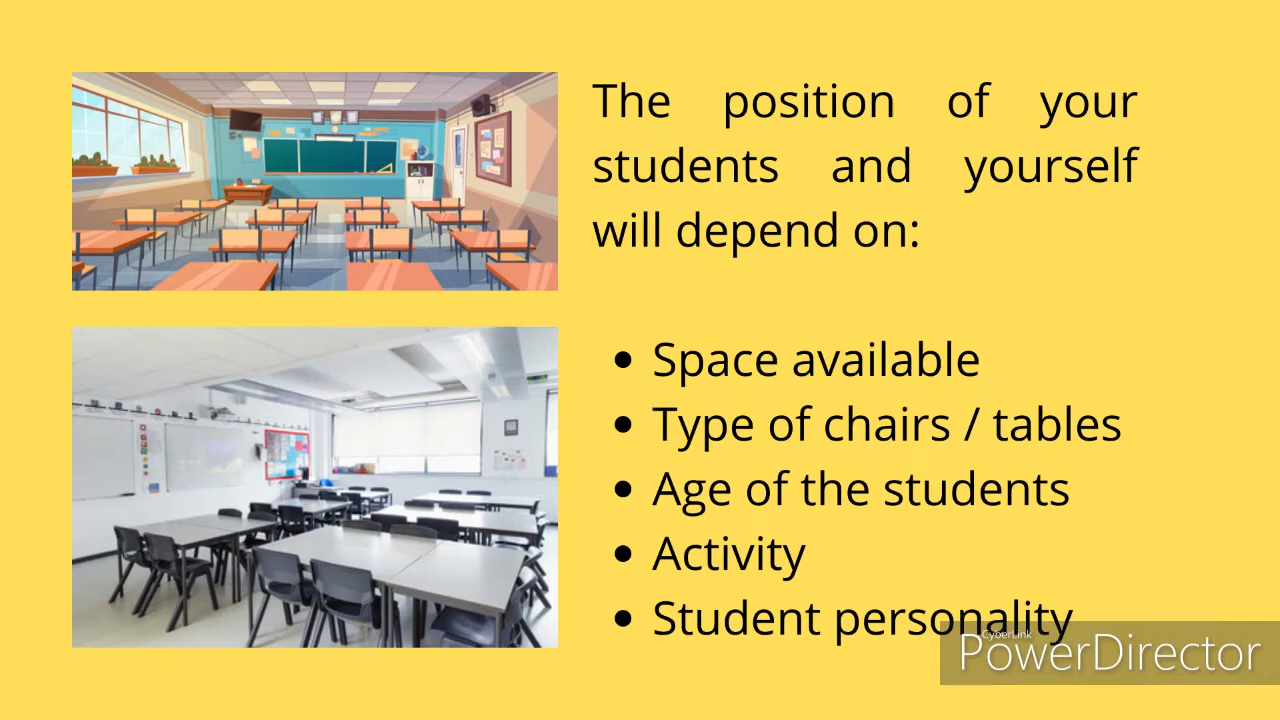 The position of your
students and yourself
will depend on:
• Space available
• Type of chairs / tables
• Age of the students
• Activity
• Student personality
CyberLink
PowerDirector